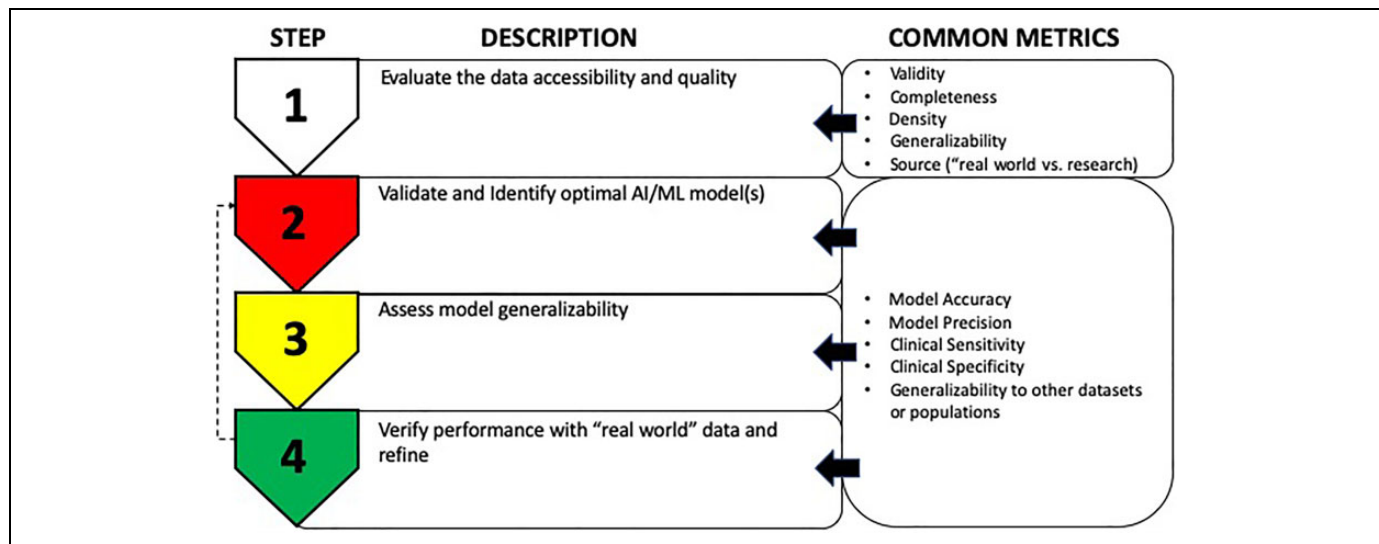 STEP DESCRIPTION COMMON METRICS
1 Evaluate the data accessibility and quality
• Validity
• Completeness
• Density
• Generalizability
• Source (“real world vs. research)
2 Validate and Identify optimal AI/ML model(s)
3 Assess model generalizability
4 Verify performance with “real world” data and
refine
• Model Accuracy
• Model Precision
• Clinical Sensitivity
• Clinical Specificity
• Generalizability to other datasets
or populations